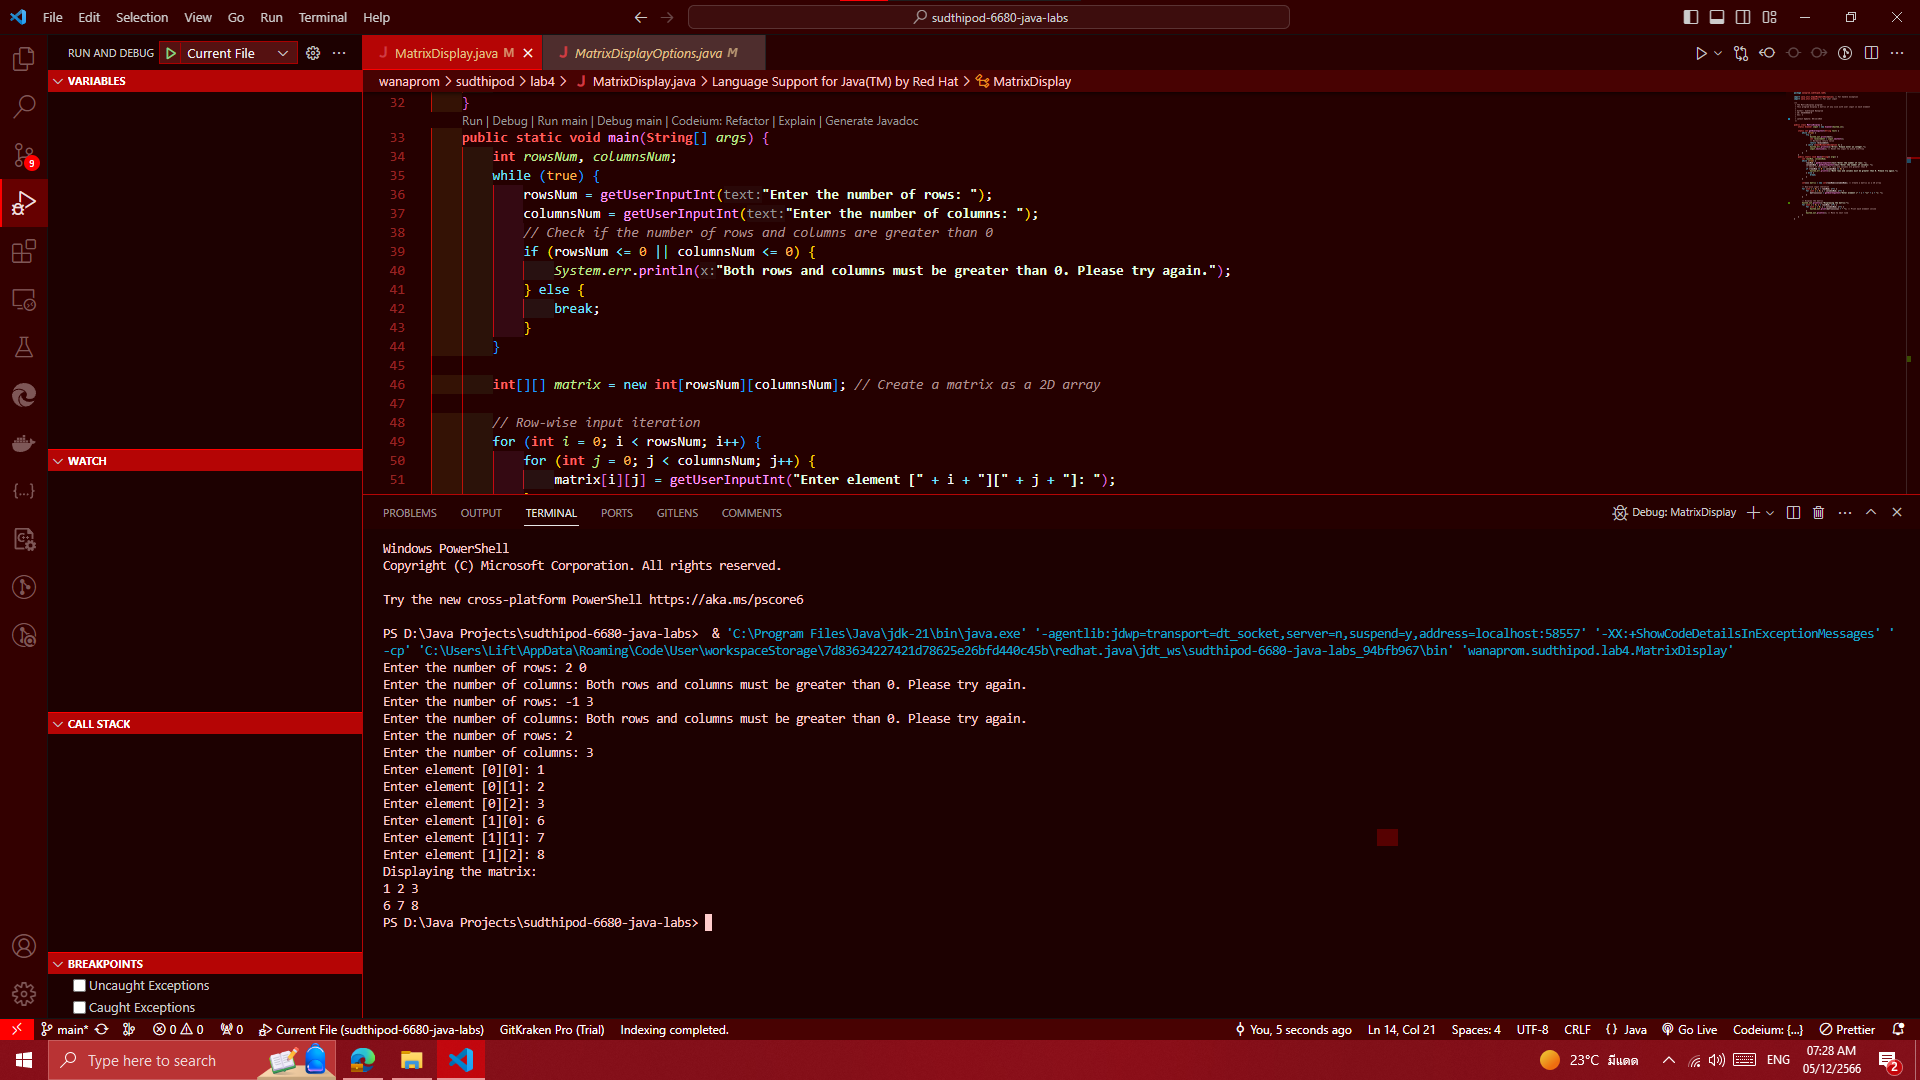 File Edit Selection View Go Run Terminal Help
sudthipod-6680-java-labs
RUN AND DEBUG Current File
MatrixDisplay.java M
MatrixDisplayOptions.java M
VARIABLES
wanaprom > sudthipod > lab4 > J MatrixDisplay.java > Language Support for Java(TM) by Red Hat > MatrixDisplay
32 }
Run | Debug | Run main | Debug main | Codeium: Refactor | Explain | Generate Javadoc
33 public static void main(String[] args) {
34 int rowsNum, columnsNum;
35 while (true) {
36 rowsNum = getUserInputInt(text:"Enter the number of rows: ");
37 columnsNum = getUserInputInt(text:"Enter the number of columns: ");
38 // Check if the number of rows and columns are greater than 0
39 if (rowsNum <= 0 || columnsNum <= 0) {
40 System.err.println(x:"Both rows and columns must be greater than 0. Please try again.");
41 } else {
42 break;
43 }
44 }
45
46 int[][] matrix = new int[rowsNum][columnsNum]; // Create a matrix as a 2D array
47
48 // Row-wise input iteration
49 for (int i = 0; i < rowsNum; i++) {
50 for (int j = 0; j < columnsNum; j++) {
51 matrix[i][j] = getUserInputInt("Enter element [" + i + "][" + j + "]: ");
WATCH
CALL STACK
BREAKPOINTS
Uncaught Exceptions
Caught Exceptions
PROBLEMS OUTPUT TERMINAL PORTS GITLENS COMMENTS
Debug: MatrixDisplay
Windows PowerShell
Copyright (C) Microsoft Corporation. All rights reserved.
Try the new cross-platform PowerShell https://aka.ms/pscore6
PS D:\Java Projects\sudthipod-6680-java-labs> & 'C:\Program Files\Java\jdk-21\bin\java.exe' '-agentlib:jdwp=transport=dt_socket,server=n,suspend=y,address=localhost:58557' '-XX:+ShowCodeDetailsInExceptionMessages' '
-cp' 'C:\Users\Lift\AppData\Roaming\Code\User\workspaceStorage\7d83634227421d78625e26bfd440c45b\redhat.java\jdt_ws\sudthipod-6680-java-labs_94bfb967\bin' 'wanaprom.sudthipod.lab4.MatrixDisplay'
Enter the number of rows: 2 0
Enter the number of columns: Both rows and columns must be greater than 0. Please try again.
Enter the number of rows: -1 3
Enter the number of columns: Both rows and columns must be greater than 0. Please try again.
Enter the number of rows: 2
Enter the number of columns: 3
Enter element [0][0]: 1
Enter element [0][1]: 2
Enter element [0][2]: 3
Enter element [1][0]: 6
Enter element [1][1]: 7
Enter element [1][2]: 8
Displaying the matrix:
1 2 3
6 7 8
PS D:\Java Projects\sudthipod-6680-java-labs>
9
main* 0 0 0 Current File (sudthipod-6680-java-labs) GitKraken Pro (Trial) Indexing completed.
You, 5 seconds ago Ln 14, Col 21 Spaces: 4 UTF-8 CRLF {} Java Go Live Codeium: {...} Prettier
Type here to search
23°C มีแดด ENG
07:28 AM
05/12/2566
2